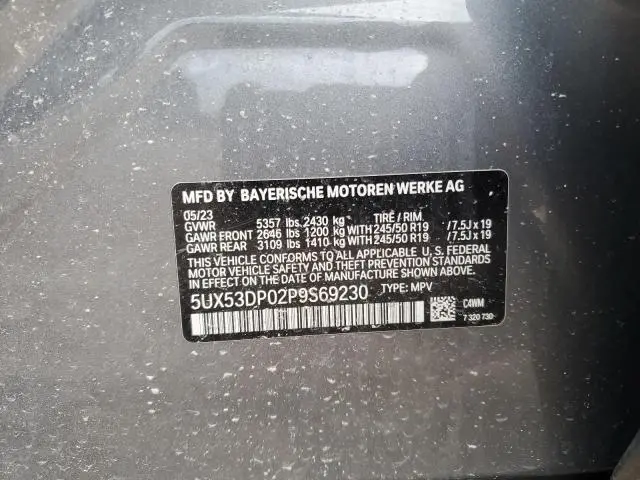 MFD BY BAYERISCHE MOTOREN WERKE AG
05/23
GVWR 5357 lbs 2430 kg TIRE / RIM
GAWR FRONT 2646 lbs 1200 kg WITH 245/50 R19 /7.5J x 19
GAWR REAR 3109 lbs 1410 kg WITH 245/50 R19 /7.5J x 19
THIS VEHICLE CONFORMS TO ALL APPLICABLE U.S. FEDERAL
MOTOR VEHICLE SAFETY, BUMPER, AND THEFT PREVENTION
STANDARDS IN EFFECT ON THE DATE OF MANUFACTURE SHOWN ABOVE.
5UX53DP02P9S69230 TYPE: MPV
C4WM
7 320 730